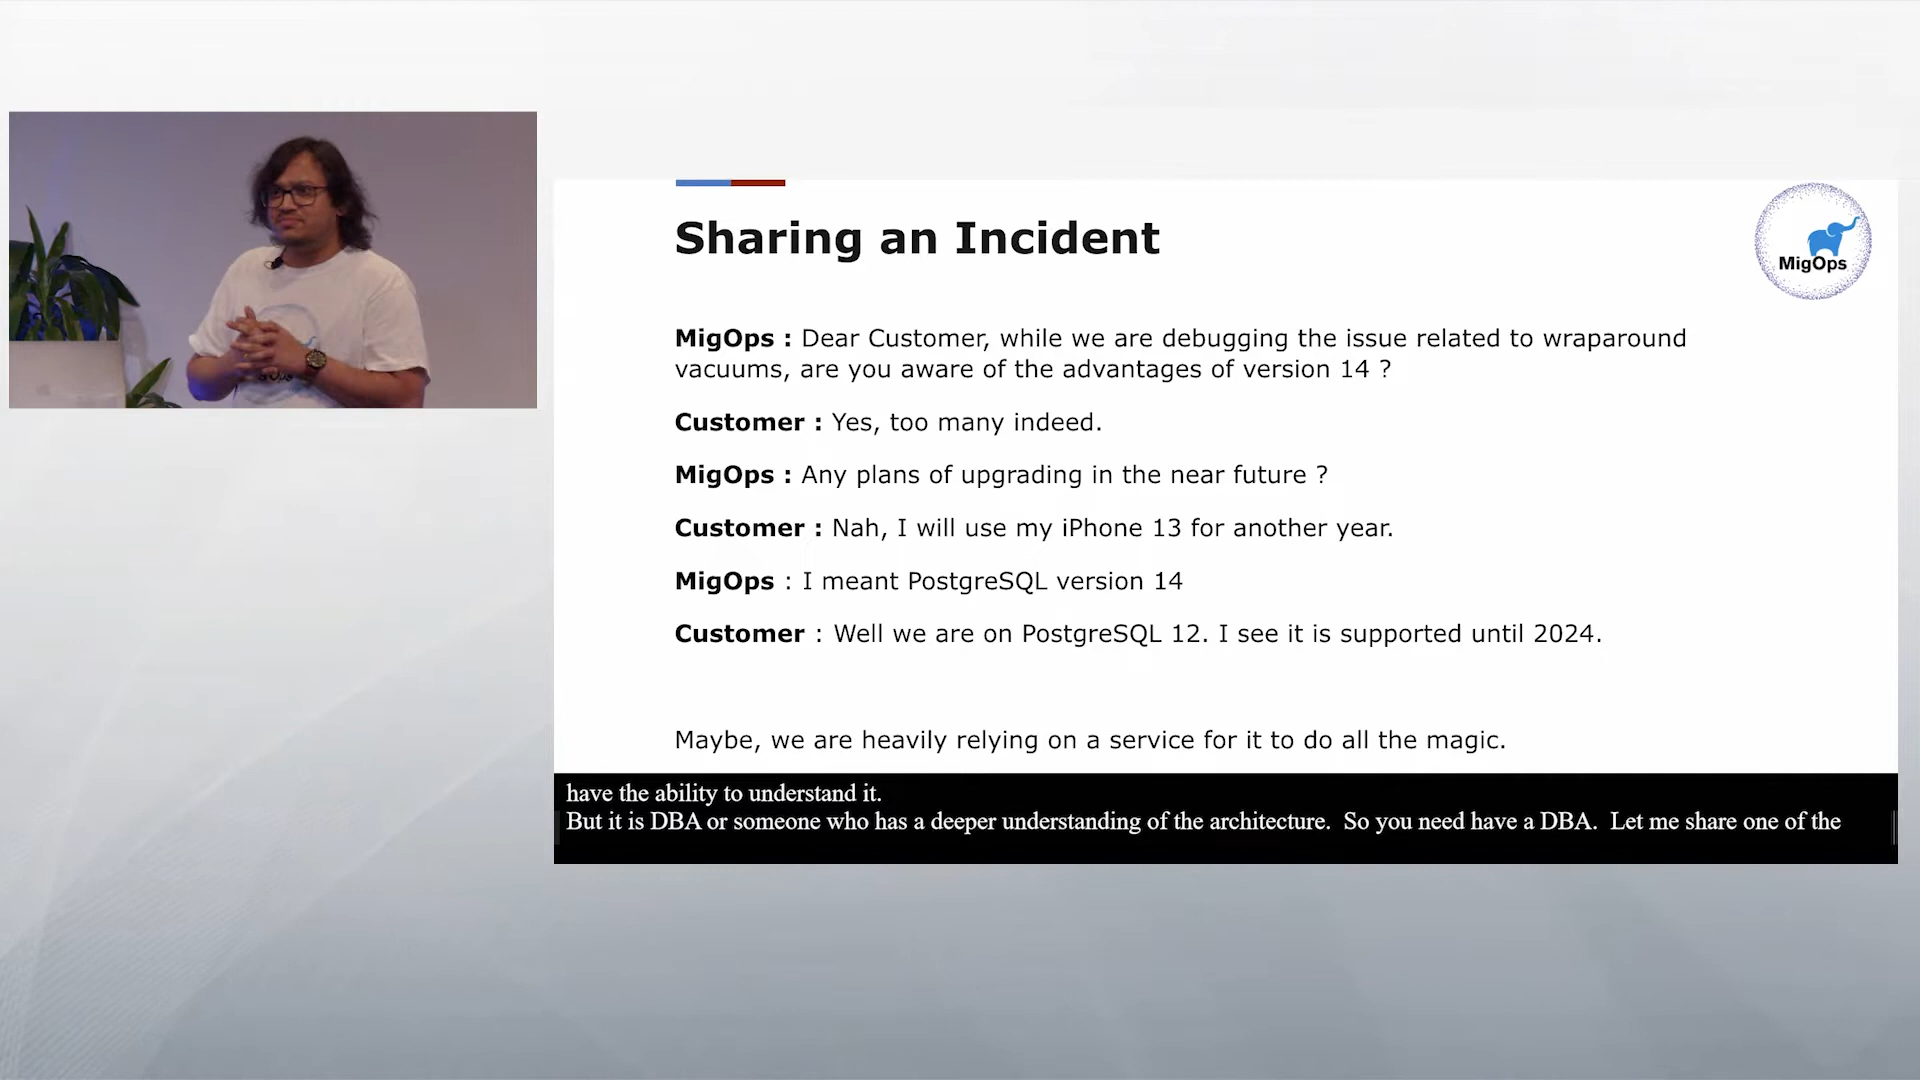 Sharing an Incident
MigOps
MigOps : Dear Customer, while we are debugging the issue related to wraparound
vacuums, are you aware of the advantages of version 14 ?
Customer : Yes, too many indeed.
MigOps : Any plans of upgrading in the near future ?
Customer : Nah, I will use my iPhone 13 for another year.
MigOps : I meant PostgreSQL version 14
Customer : Well we are on PostgreSQL 12. I see it is supported until 2024.
Maybe, we are heavily relying on a service for it to do all the magic.
have the ability to understand it.
But it is DBA or someone who has a deeper understanding of the architecture.  So you need have a DBA.  Let me share one of the